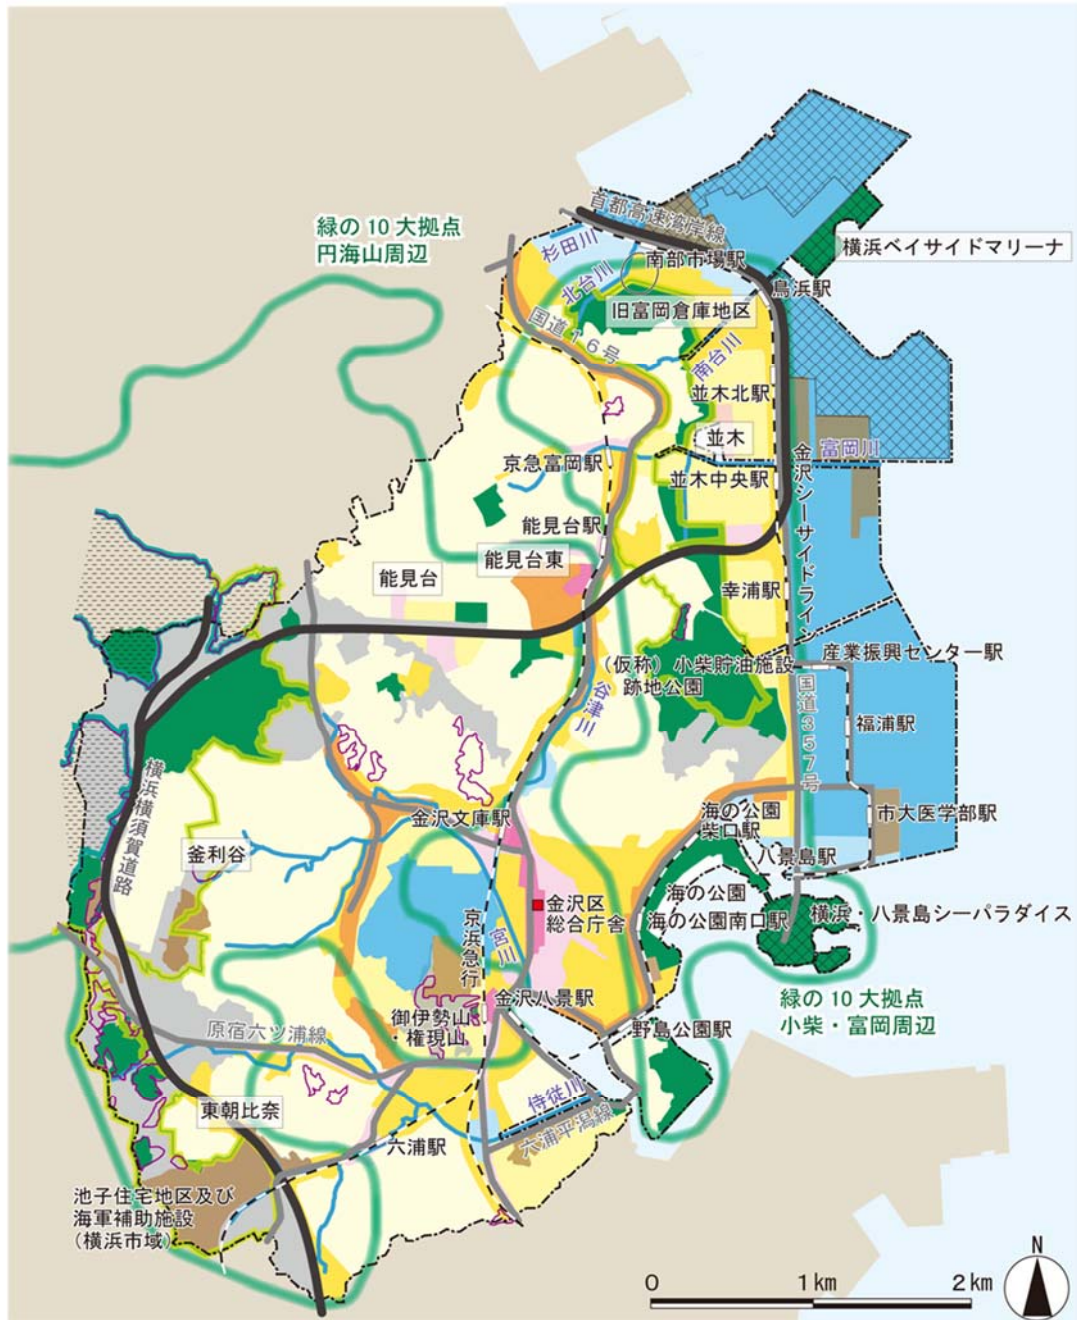 首都高速湾岸線
緑の10大拠点
円海山周辺
杉田川
南部市場駅
横浜ベイサイドマリーナ
北台川
鳥浜駅
旧富岡倉庫地区
国道16号
南台川
並木北駅
並木
富岡川
京急富岡駅
並木中央駅
金沢シーサイドライン
能見台駅
能見台東
能見台
幸浦駅
産業振興センター駅
(仮称)小柴貯油施設
跡地公園
国道357号
谷津川
福浦駅
横浜横須賀道路
金沢文庫駅
海の公園
柴口駅
市大医学部駅
釜利谷
八景島駅
海の公園
金沢区
総合庁舎
海の公園南口駅
横浜・八景島シーパラダイス
京浜急行
宮川
金沢八景駅
緑の10大拠点
小柴・富岡周辺
御伊勢山
・権現山
野島公園駅
原宿六ツ浦線
侍従川
東朝比奈
六浦駅
六浦平潟線
池子住宅地区及び
海軍補助施設
(横浜市域)
N
0 1km 2km